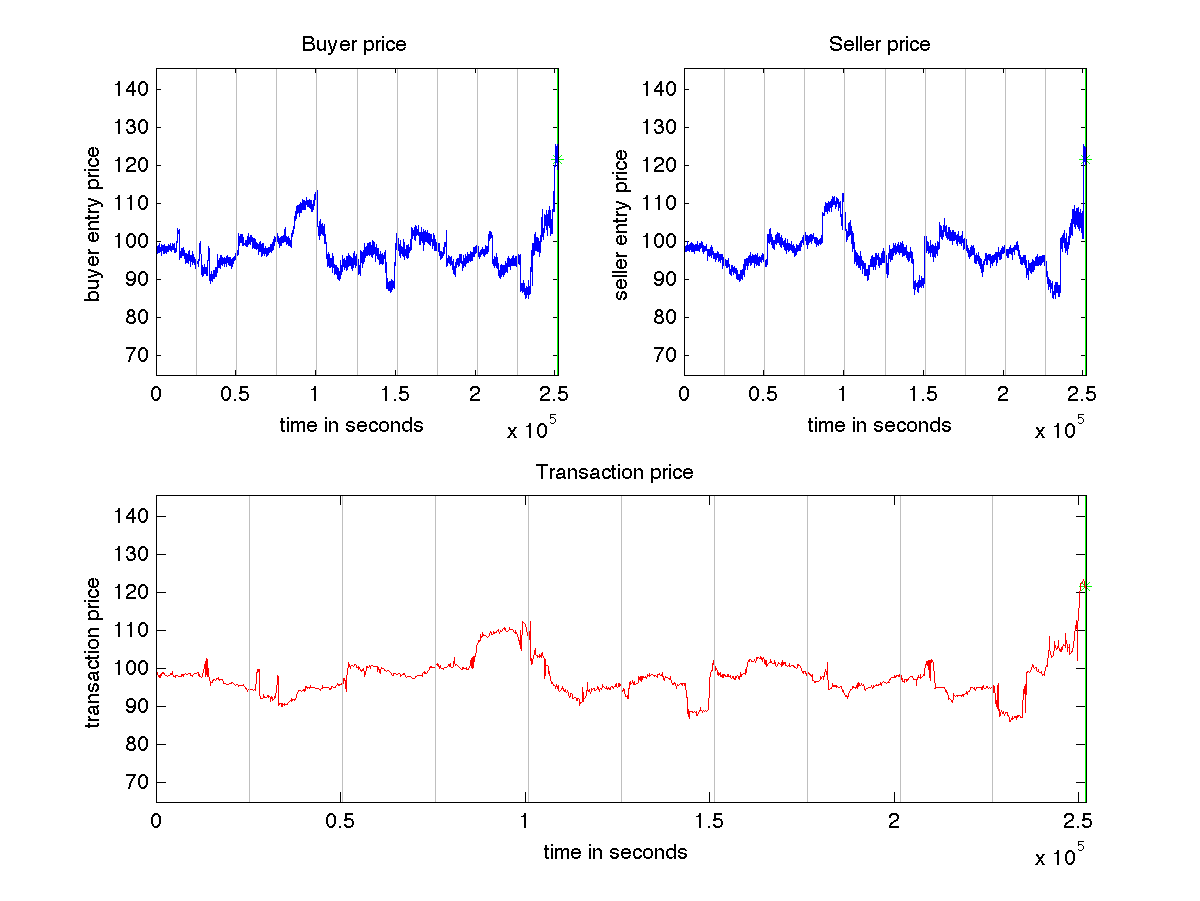 Buyer price
buyer entry price
140
130
120
110
100
90
80
70
0 0.5 1 1.5 2 2.5
time in seconds
x 10^5
Seller price
seller entry price
140
130
120
110
100
90
80
70
0 0.5 1 1.5 2 2.5
time in seconds
x 10^5
Transaction price
transaction price
140
130
120
110
100
90
80
70
0 0.5 1 1.5 2 2.5
time in seconds
x 10^5